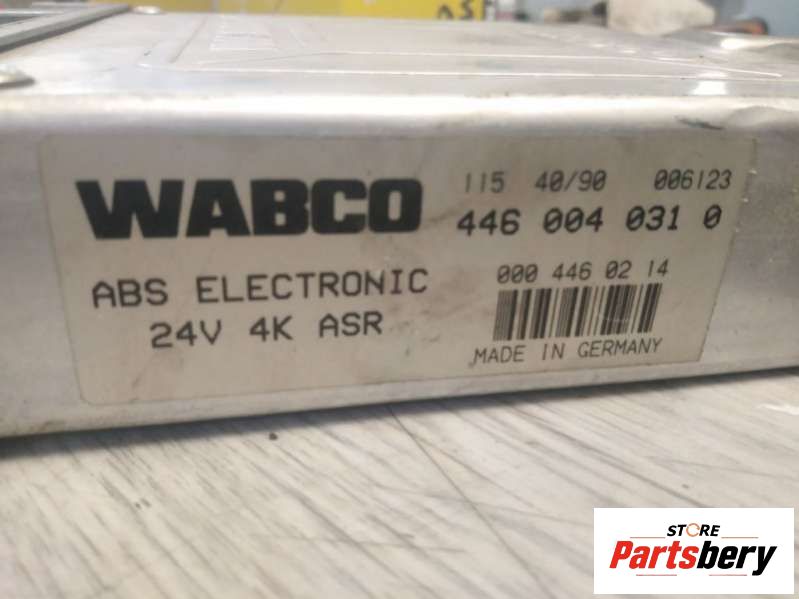 WABCO
115 40/90 006123
446 004 031 0
ABS ELECTRONIC
24V 4K ASR
000 446 02 14
MADE IN GERMANY
STORE
Partsbery